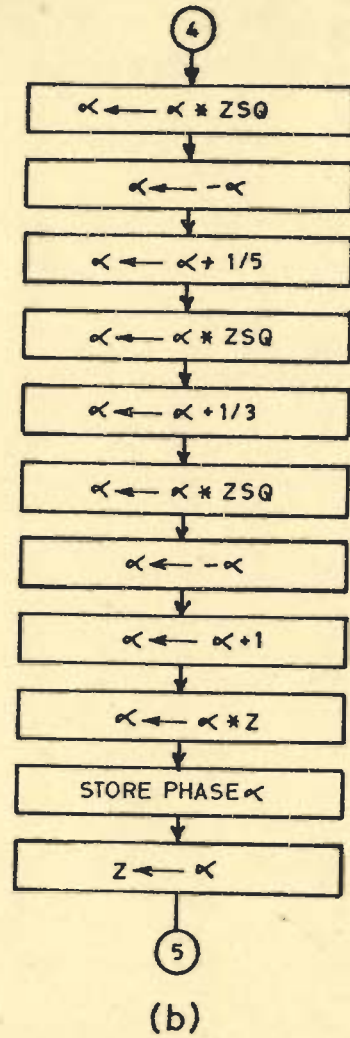 4
∝ ← ∝ * ZSQ
∝ ← -∝
∝ ← ∝ + 1/5
∝ ← ∝ * ZSQ
∝ ← ∝ + 1/3
∝ ← ∝ * ZSQ
∝ ← -∝
∝ ← ∝ +1
∝ ← ∝ * Z
STORE PHASE ∝
Z ← ∝
5
(b)